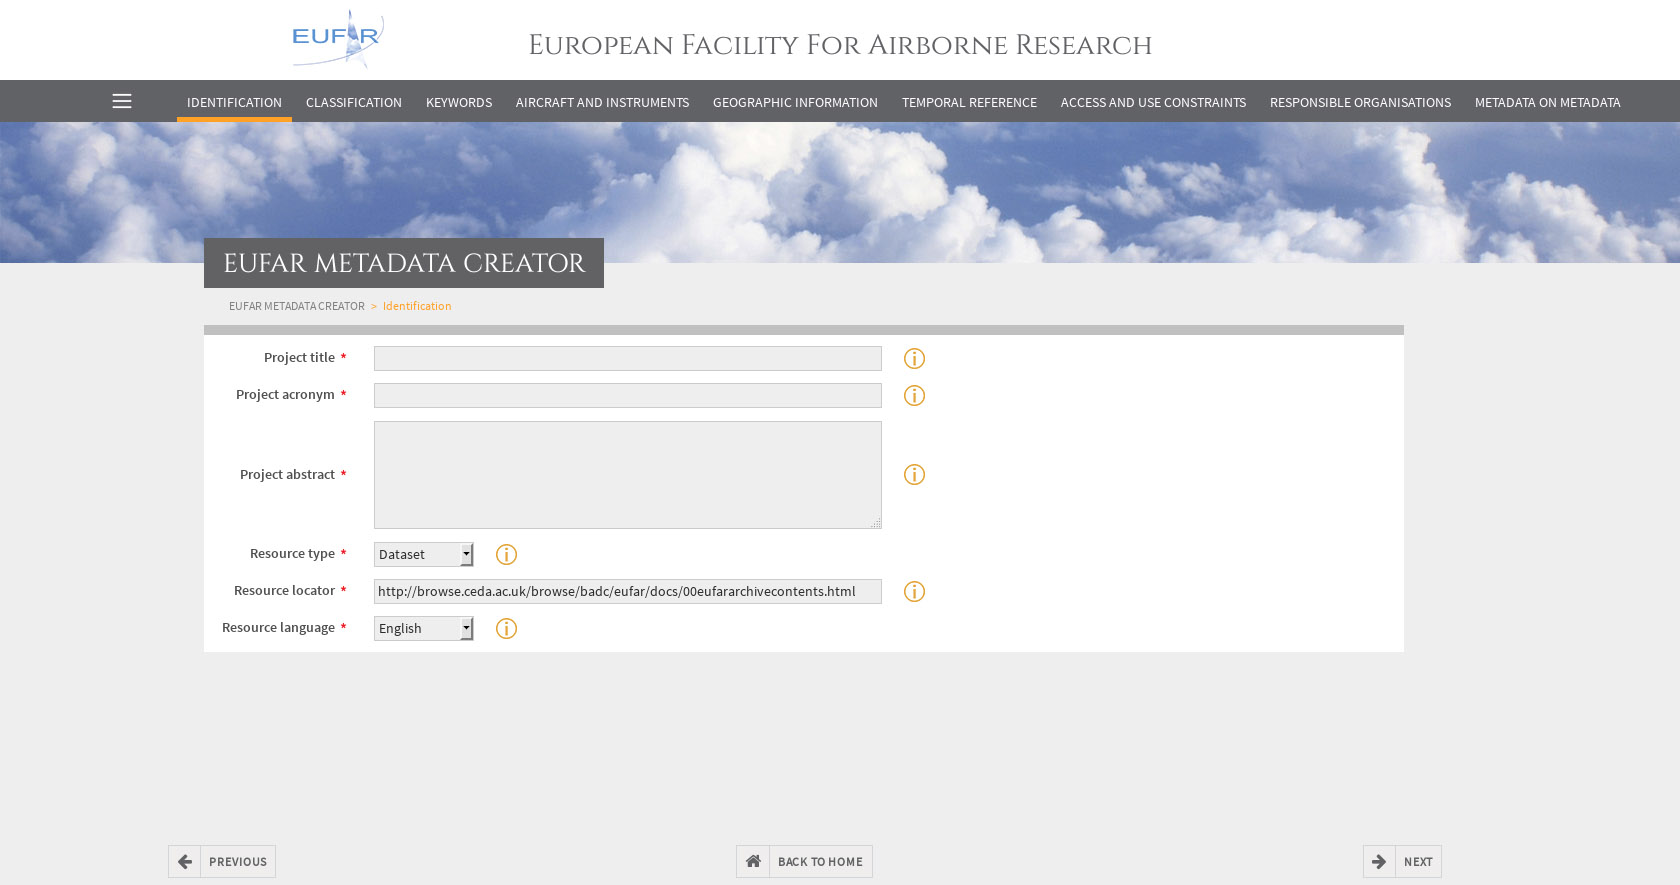 EUFAR
European Facility For Airborne Research
IDENTIFICATION CLASSIFICATION KEYWORDS AIRCRAFT AND INSTRUMENTS GEOGRAPHIC INFORMATION TEMPORAL REFERENCE ACCESS AND USE CONSTRAINTS RESPONSIBLE ORGANISATIONS METADATA ON METADATA
EUFAR METADATA CREATOR
EUFAR METADATA CREATOR > Identification
Project title *
Project acronym *
Project abstract *
Resource type * Dataset
Resource locator * http://browse.ceda.ac.uk/browse/badc/eufar/docs/00eufararchivecontents.html
Resource language * English
PREVIOUS BACK TO HOME NEXT